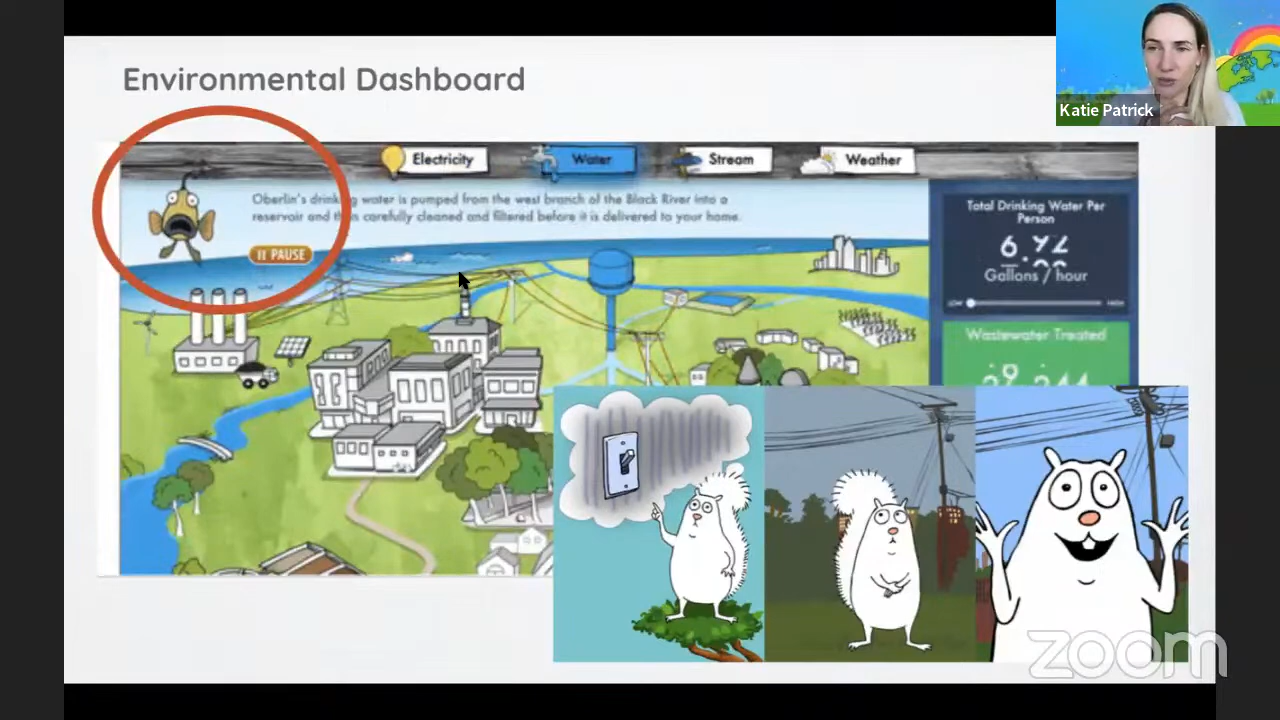 Environmental Dashboard
Katie Patrick
Electricity
Water
Stream
Weather
Oberlin's drinking water is pumped from the west branch of the Black River into a
reservoir and then carefully cleaned and filtered before it is delivered to your home.
PAUSE
Total Drinking Water Per
Person
Gallons / hour
LOW
HIGH
Wastewater Treated
zoom